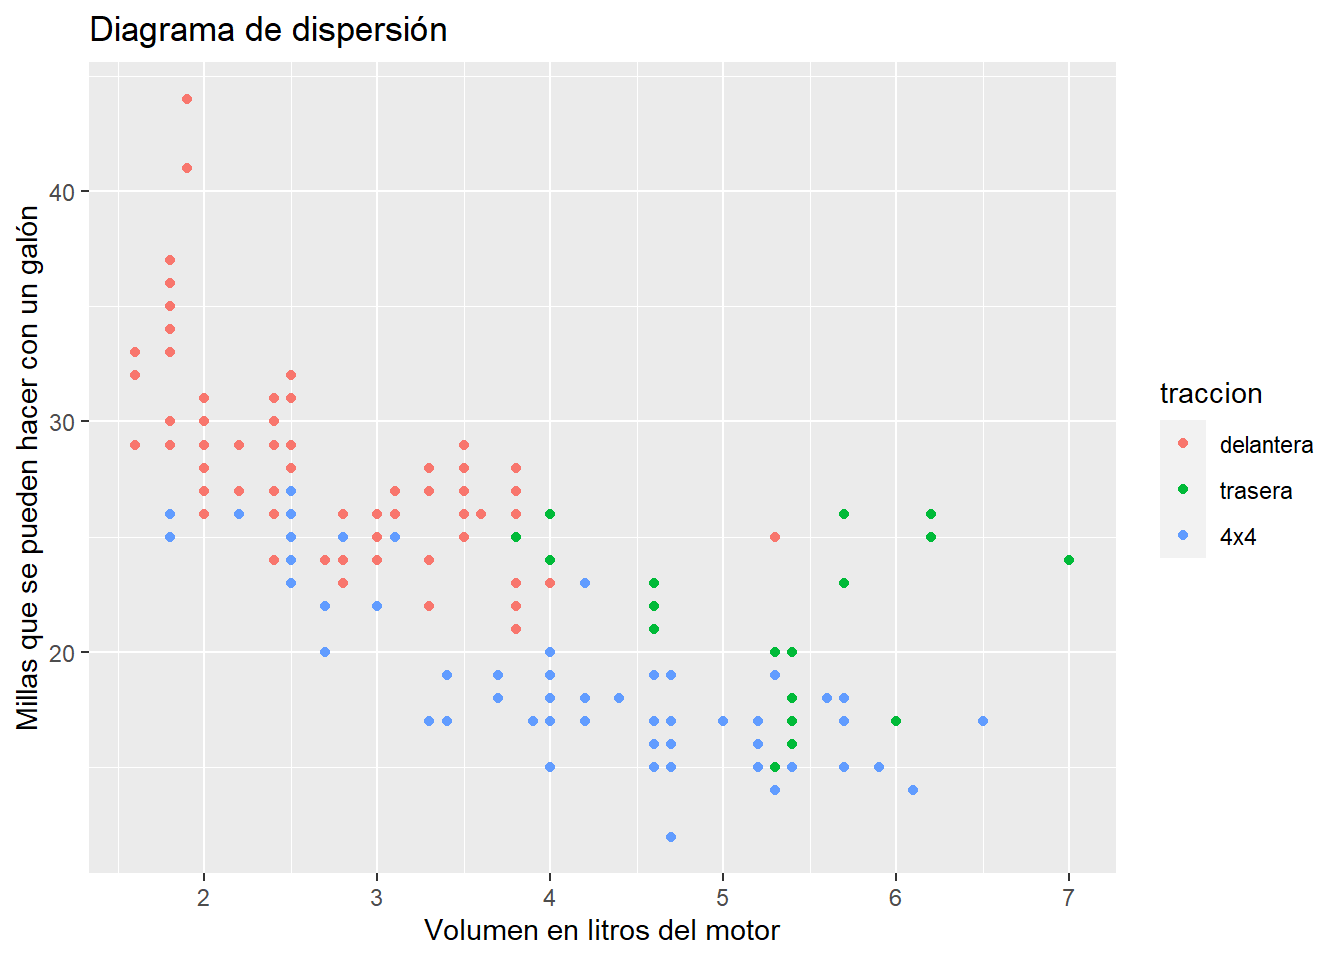 Diagrama de dispersión
Millas que se pueden hacer con un galón
40
30
20
2 3 4 5 6 7
Volumen en litros del motor
traccion
delantera
trasera
4x4